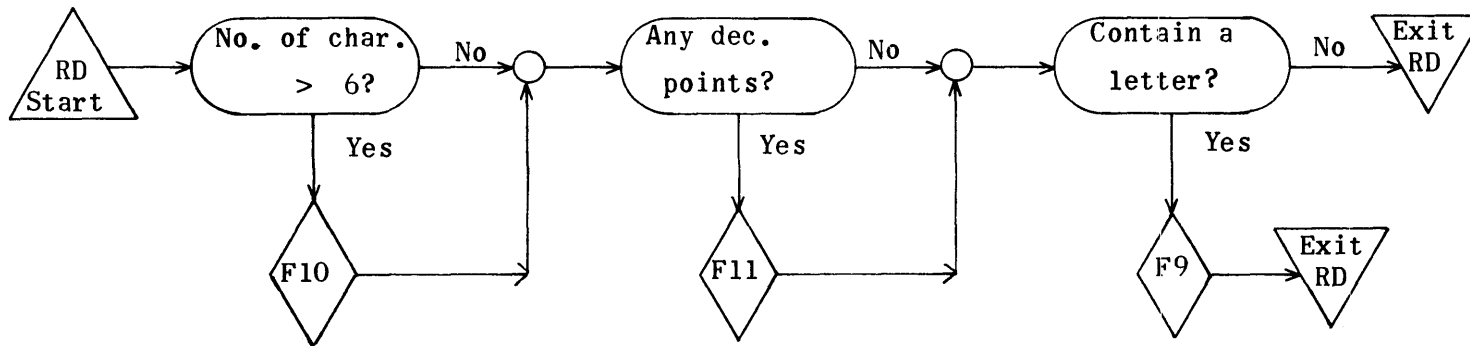 RD
Start
No. of char.
> 6?
No
Yes
F10
Any dec.
points?
No
Yes
F11
Contain a
letter?
No
Yes
F9
Exit
RD
Exit
RD